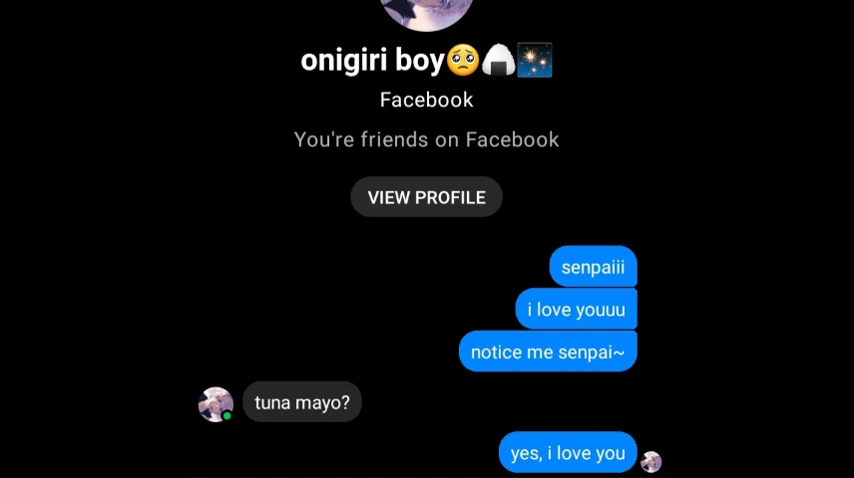 onigiri boy🥺🍙🎇
Facebook
You're friends on Facebook
VIEW PROFILE
senpaiii
i love youuu
notice me senpai~
tuna mayo?
yes, i love you